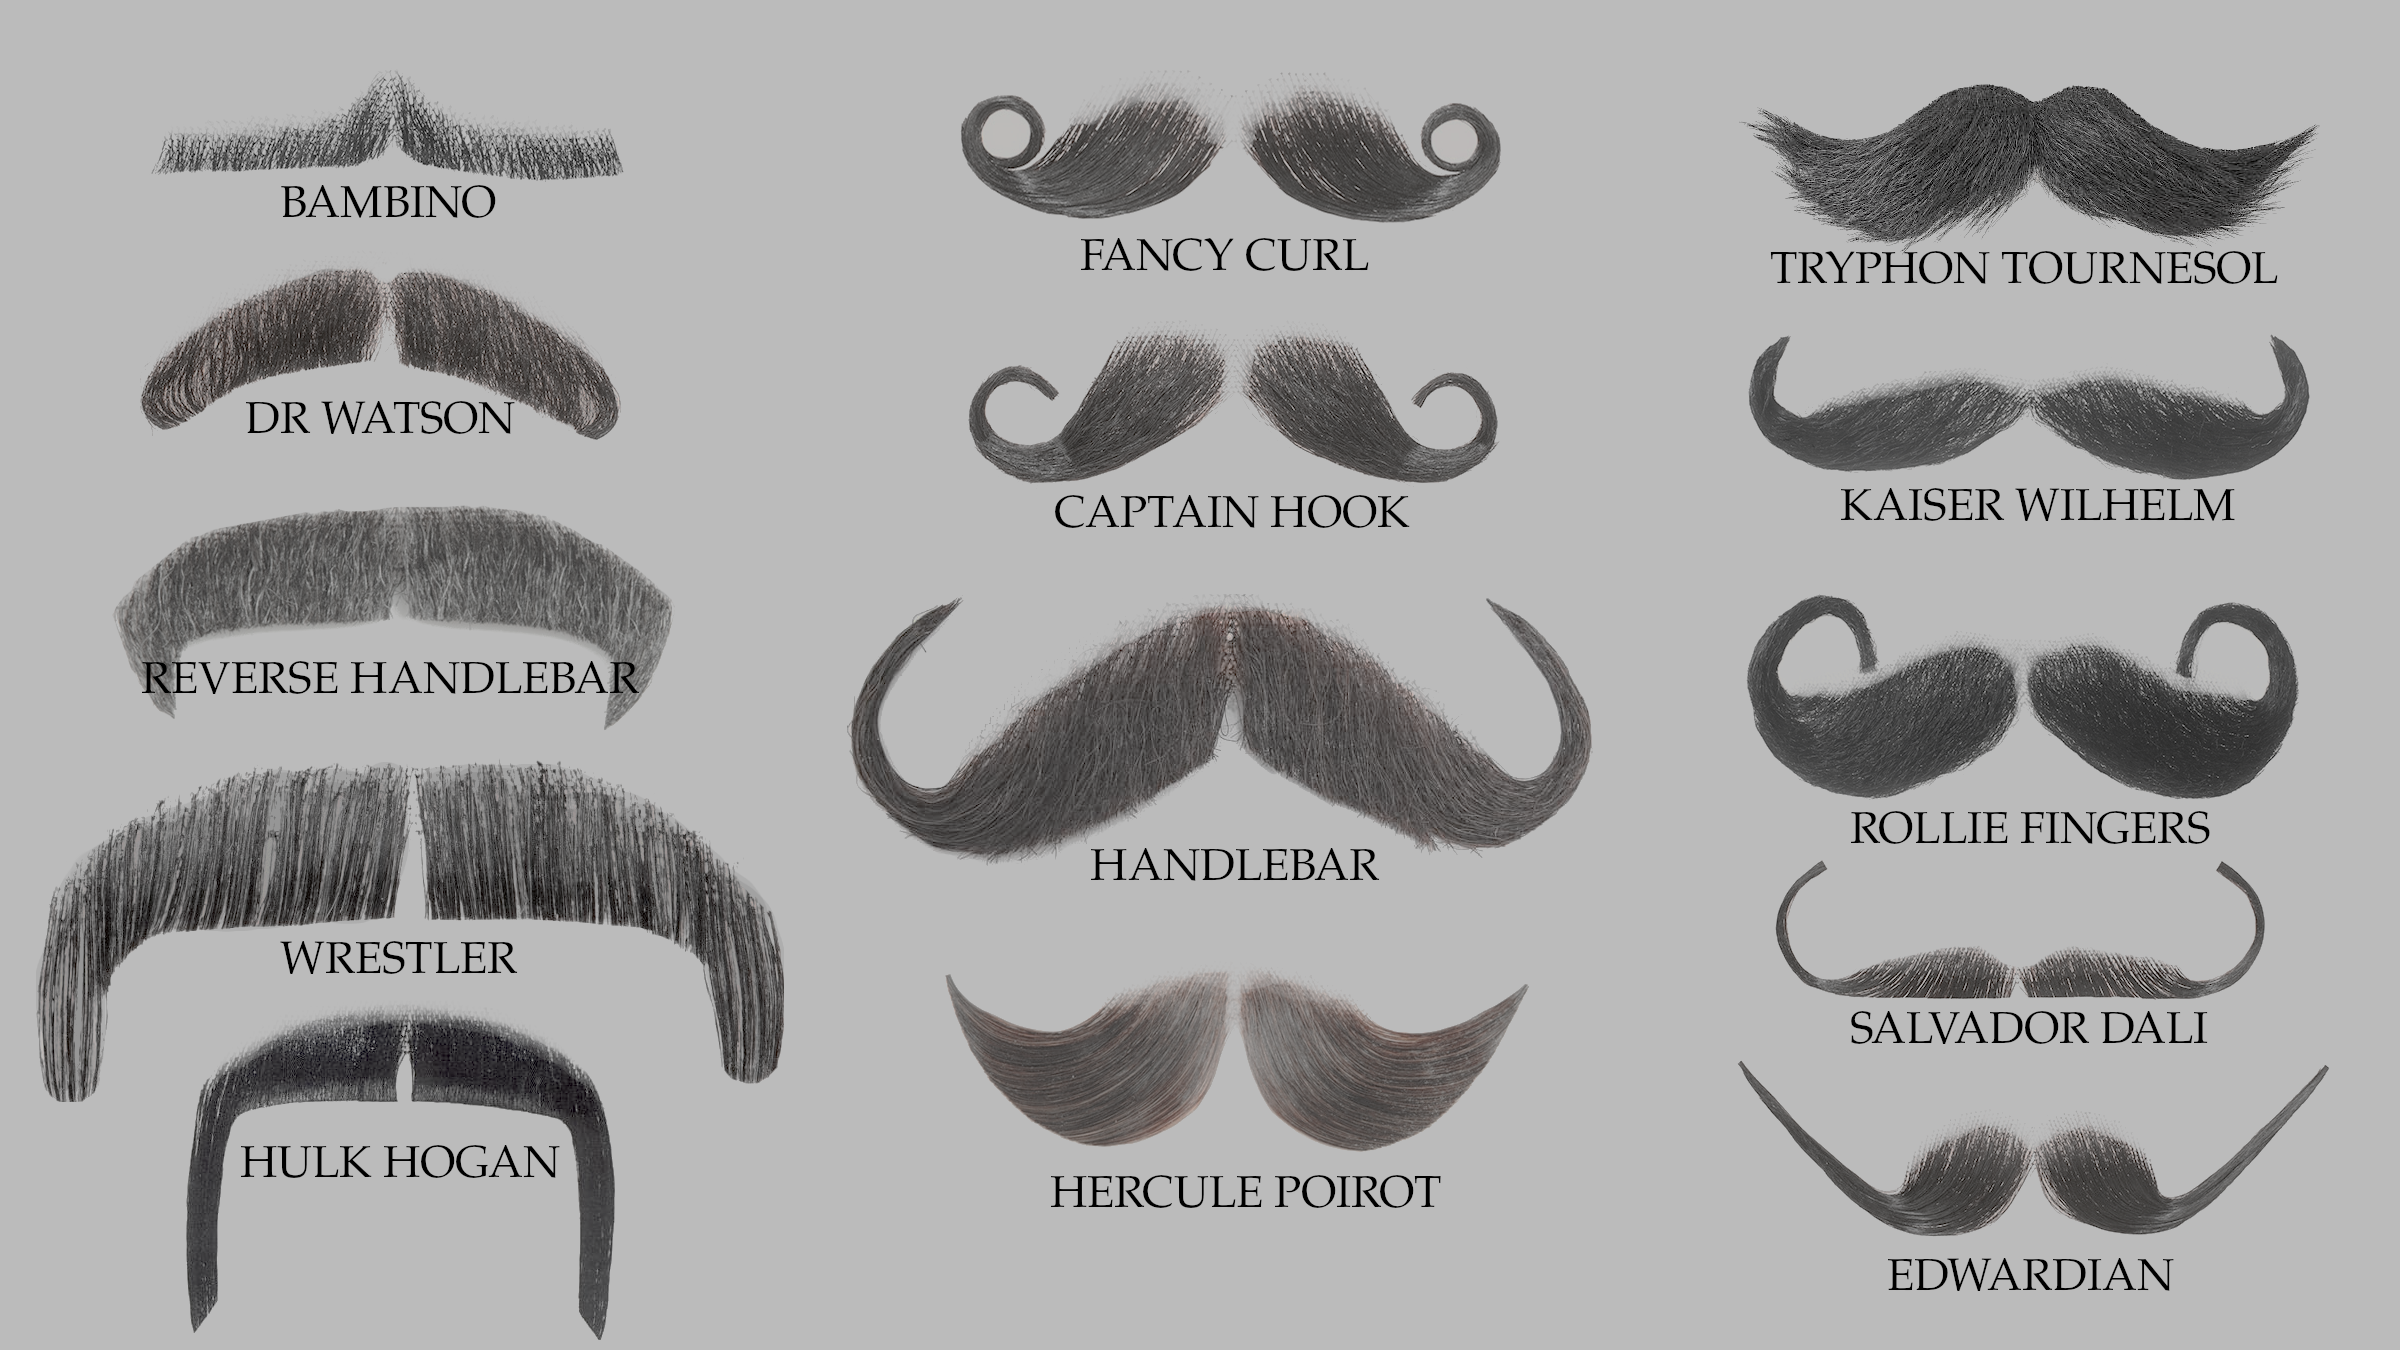 BAMBINO
DR WATSON
REVERSE HANDLEBAR
WRESTLER
HULK HOGAN
FANCY CURL
CAPTAIN HOOK
HANDLEBAR
HERCULE POIROT
TRYPHON TOURNESOL
KAISER WILHELM
ROLLIE FINGERS
SALVADOR DALI
EDWARDIAN